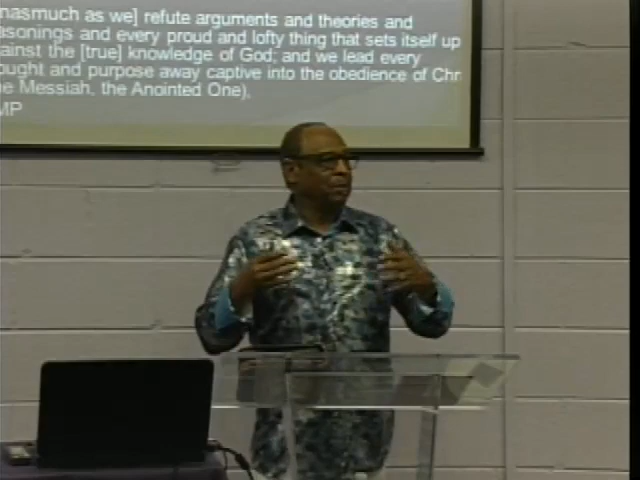 nasmuch as we] refute arguments and theories and
asonings and every proud and lofty thing that sets itself up
ainst the [true] knowledge of God; and we lead every
ought and purpose away captive into the obedience of Chr
e Messiah, the Anointed One),
MP